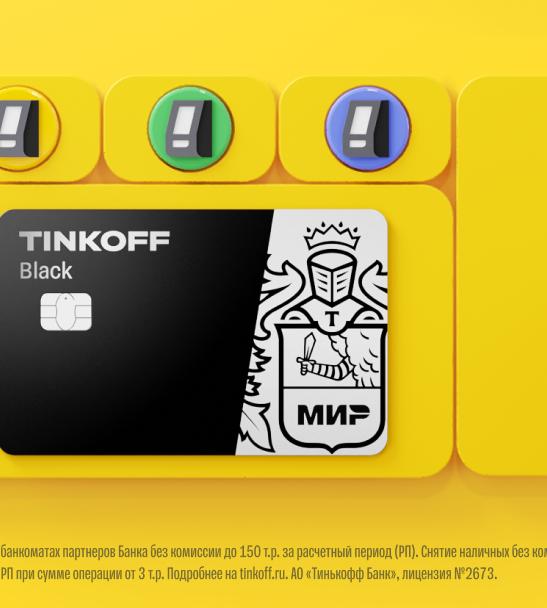 TINKOFF
Black
T
МИР
банкоматах партнеров Банка без комиссии до 150 т.р. за расчетный период (РП). Снятие наличных без
РП при сумме операции от 3 т.р. Подробнее на tinkoff.ru. АО «Тинькофф Банк», лицензия №2673.